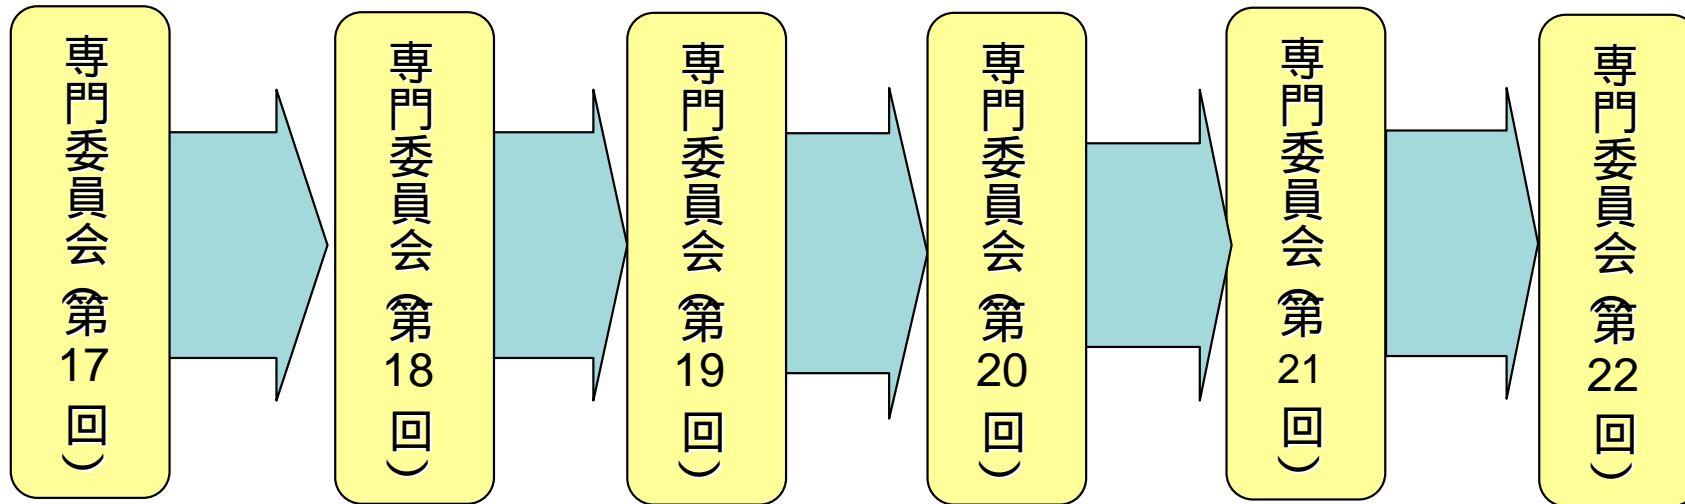 専門委員会（第17回）
専門委員会（第18回）
専門委員会（第19回）
専門委員会（第20回）
専門委員会（第21回）
専門委員会（第22回）